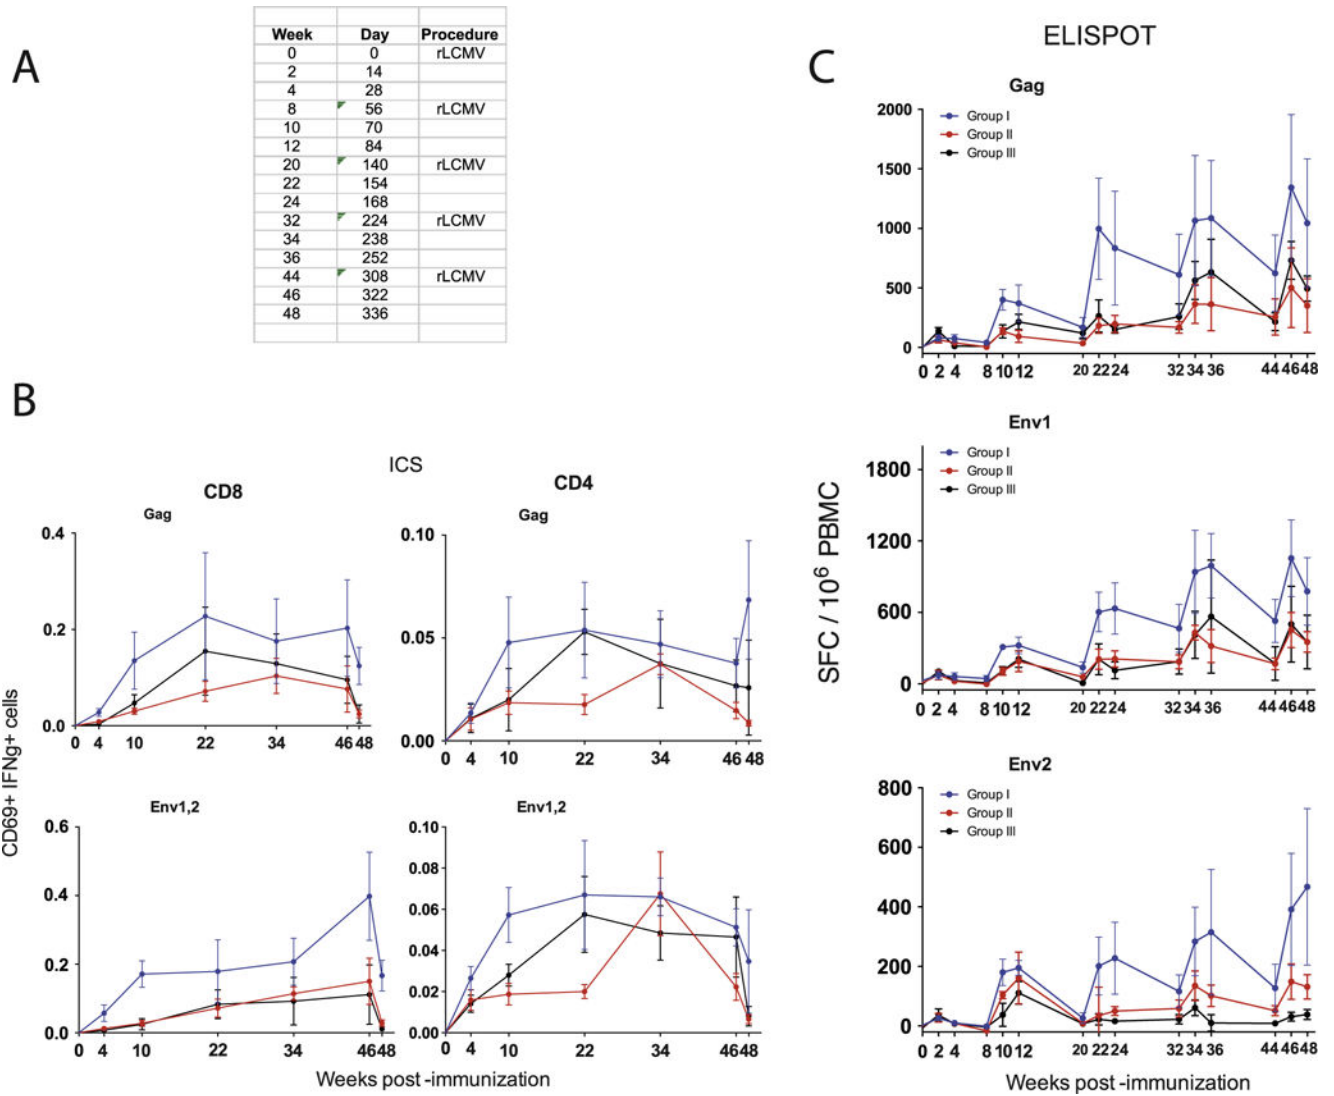 A
Week Day Procedure
0 0 rLCMV
2 14
4 28
8 56 rLCMV
10 70
12 84
20 140 rLCMV
22 154
24 168
32 224 rLCMV
34 238
36 252
44 308 rLCMV
46 322
48 336
B
ICS
CD8
Gag
0.4
0.2
0.0
0 4 10 22 34 46 48
CD4
Gag
0.10
0.05
0.00
0 4 10 22 34 46 48
CD69+ IFNg+ cells
Env1,2
0.6
0.4
0.2
0.0
0 4 10 22 34 46 48
Env1,2
0.10
0.08
0.06
0.04
0.02
0.00
0 4 10 22 34 46 48
Weeks post -immunization
C
ELISPOT
Gag
Group I
Group II
Group III
2000
1500
1000
500
0
0 2 4 8 10 12 20 22 24 32 34 36 44 46 48
SFC / 10⁶ PBMC
Env1
Group I
Group II
Group III
1800
1200
600
0
0 2 4 8 10 12 20 22 24 32 34 36 44 46 48
Env2
Group I
Group II
Group III
800
600
400
200
0
0 2 4 8 10 12 20 22 24 32 34 36 44 46 48
Weeks post -immunization